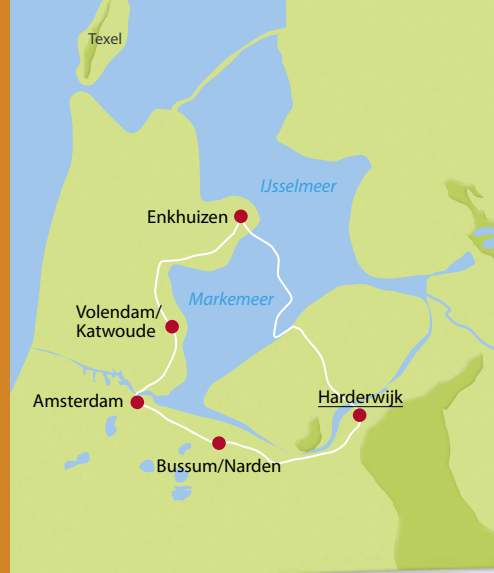 Texel
IJsselmeer
Enkhuizen
Markemeer
Volendam/
Katwoude
Harderwijk
Amsterdam
Bussum/Narden